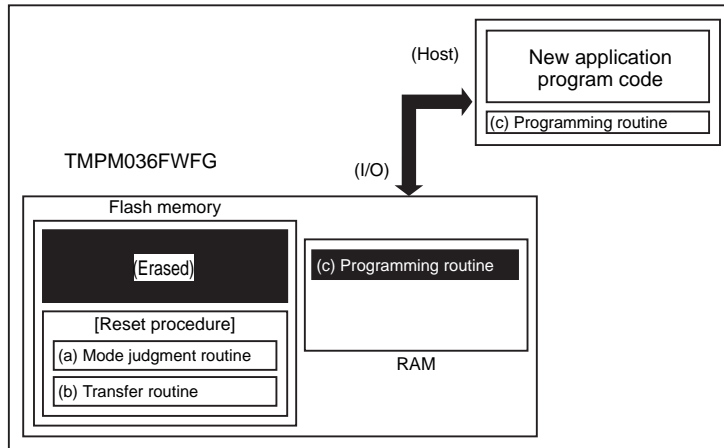 (Host)
New application
program code
(c) Programming routine
TMPM036FWFG
(I/O)
Flash memory
(Erased)
(c) Programming routine
[Reset procedure]
(a) Mode judgment routine
(b) Transfer routine
RAM